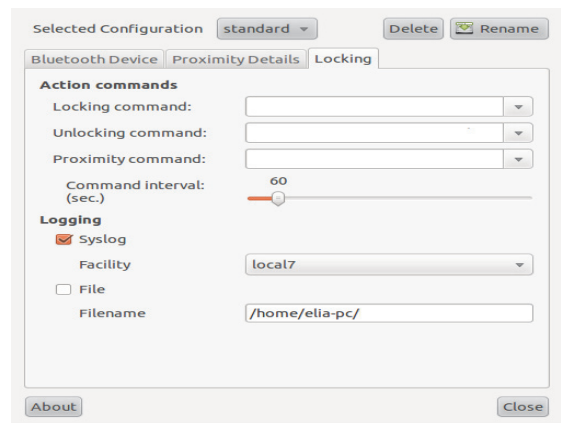 Selected Configuration standard Delete Rename
Bluetooth Device Proximity Details Locking
Action commands
Locking command:
Unlocking command:
Proximity command:
Command interval: 60
(sec.)
Logging
Syslog
Facility local7
File
Filename /home/elia-pc/
About Close